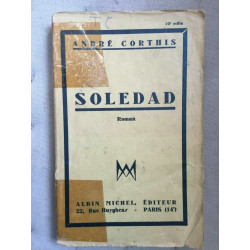 10e mille
ANDRÉ CORTHIS
SOLEDAD
Roman
ALBIN MICHEL, ÉDITEUR
22, Rue Huyghens - PARIS (14e)